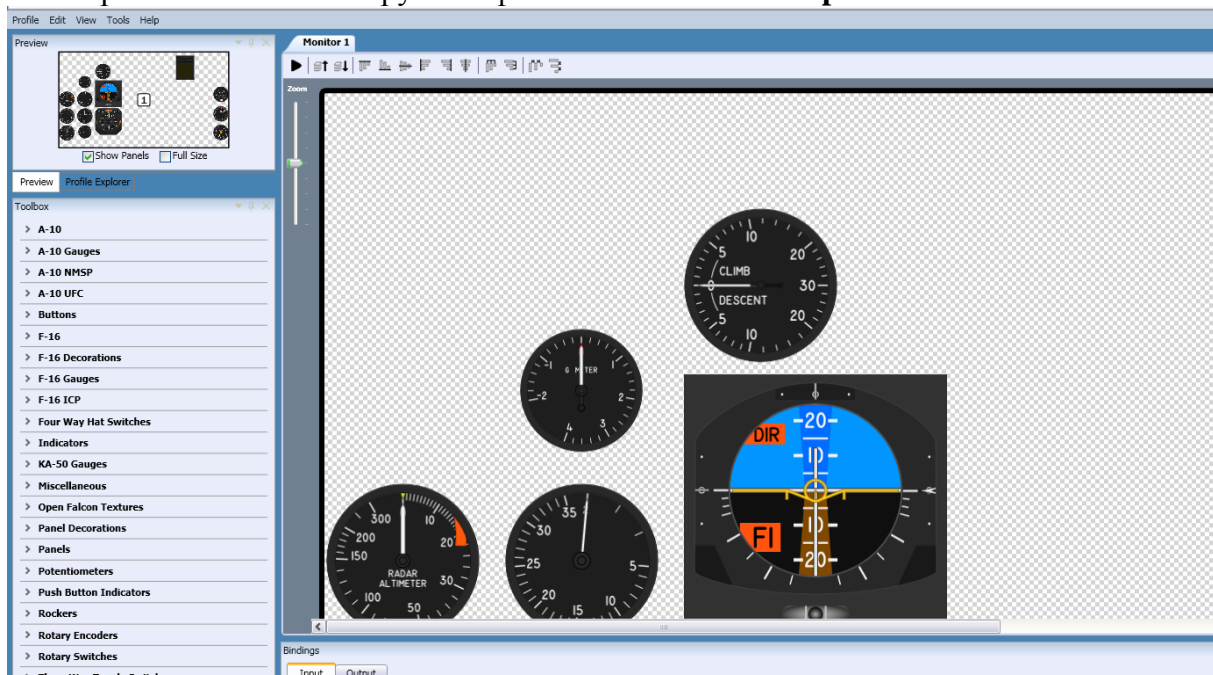 Profile Edit View Tools Help
Preview
1
Show Panels Full Size
Preview Profile Explorer
Toolbox
A-10
A-10 Gauges
A-10 NMSP
A-10 UFC
Buttons
F-16
F-16 Decorations
F-16 Gauges
F-16 ICP
Four Way Hat Switches
Indicators
KA-50 Gauges
Miscellaneous
Open Falcon Textures
Panel Decorations
Panels
Potentiometers
Push Button Indicators
Rockers
Rotary Encoders
Rotary Switches
Monitor 1
Zoom
10
5 20
CLIMB
0 30
DESCENT
5 20
10
-1 1
G METER
-2 2
4 3
300 10
200 20
150
RADAR
ALTIMETER 30
100 50
35
30
25 5
20 10
15
20
DIR
10
FI 10
20
Bindings
Input Output